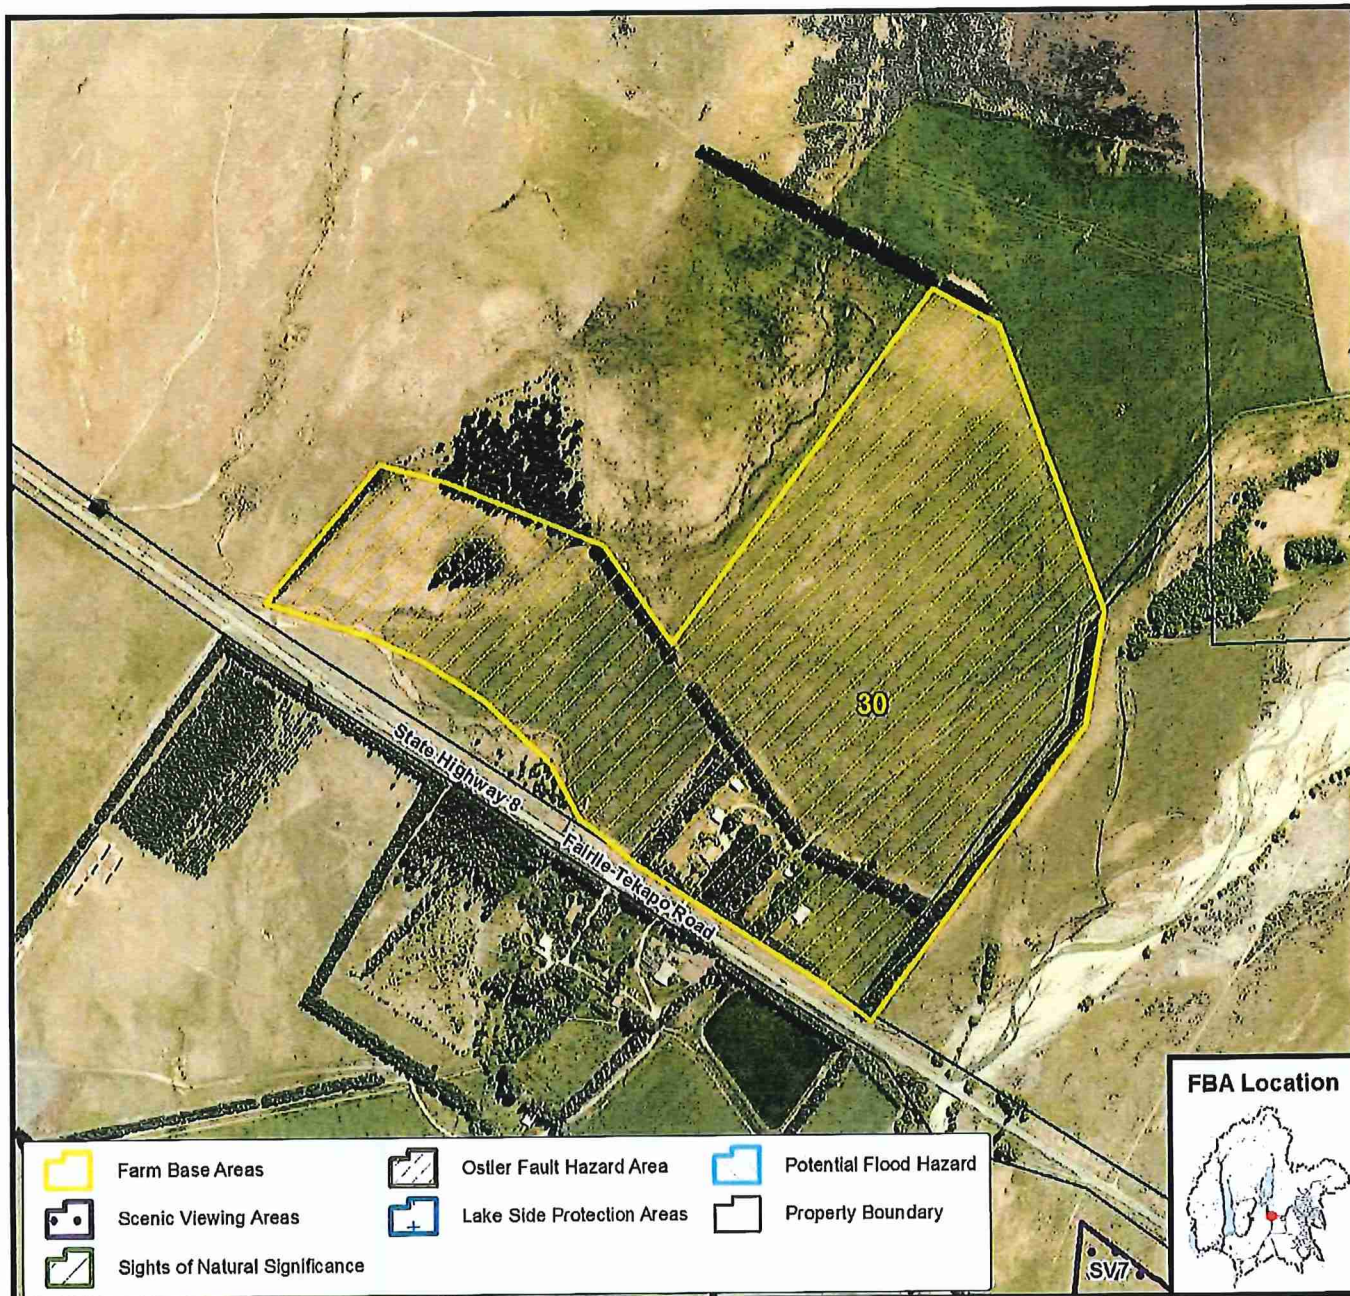 30
State Highway 8
Fairlie-Tekapo Road
FBA Location
Farm Base Areas
Scenic Viewing Areas
Sights of Natural Significance
Ostler Fault Hazard Area
Lake Side Protection Areas
Potential Flood Hazard
Property Boundary
SV7